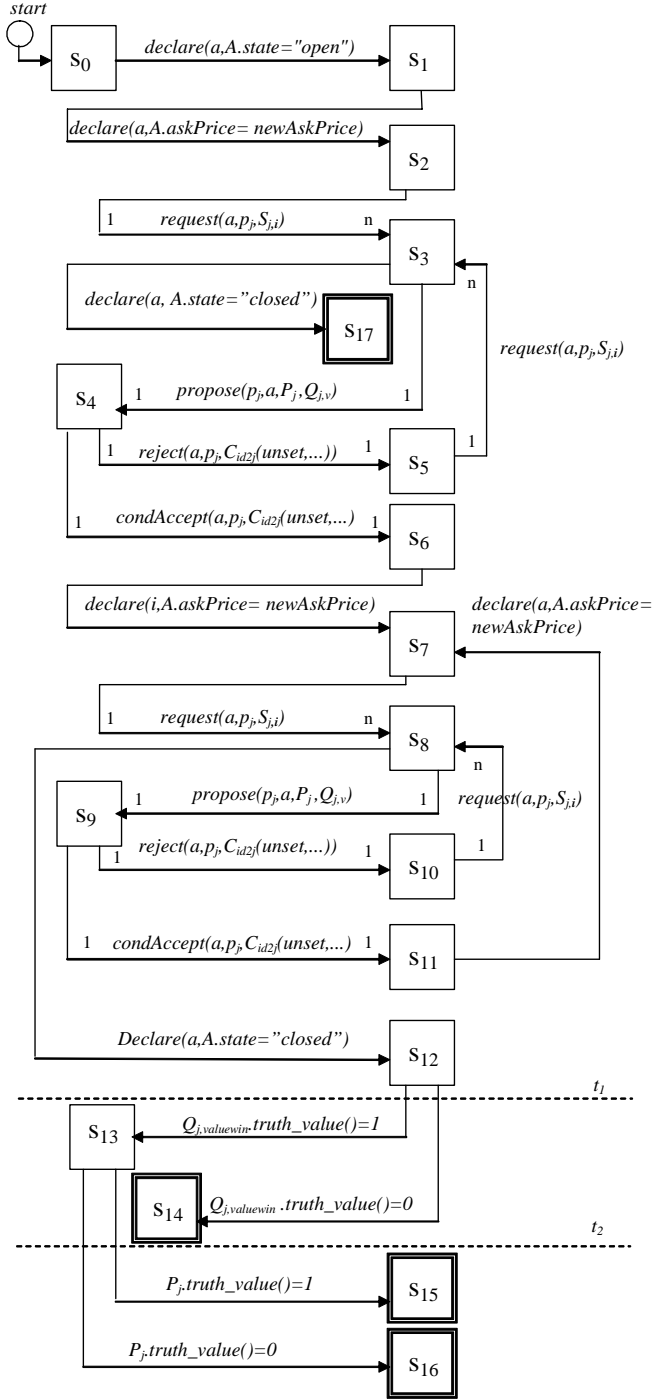 start
s0
declare(a,A.state="open")
s1
declare(a,A.askPrice= newAskPrice)
s2
1 request(a,pj,Sj,i) n
s3
declare(a, A.state=”closed”)
s17
n
request(a,pj,Sj,i)
s4
1 propose(pj,a,Pj,Qj,v) 1
1 reject(a,pj,Cid2j(unset,...)) 1
s5
1
1 condAccept(a,pj,Cid2j(unset,...) 1
s6
declare(i,A.askPrice= newAskPrice)
s7
declare(a,A.askPrice=
newAskPrice)
1 request(a,pj,Sj,i) n
s8
n
s9
1 propose(pj,a,Pj,Qj,v) 1
request(a,pj,Sj,i)
1 reject(a,pj,Cid2j(unset,...)) 1
s10
1
1 condAccept(a,pj,Cid2j(unset,...) 1
s11
Declare(a,A.state=”closed”)
s12
t1
s13
Qj,valuewin.truth_value()=1
s14
Qj,valuewin .truth_value()=0
t2
Pj.truth_value()=1
s15
Pj.truth_value()=0
s16